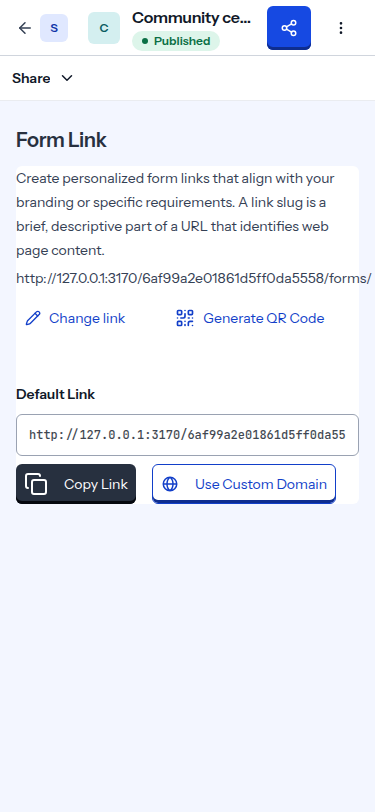 S
C
Community ce...
Published
Share
Form Link
Create personalized form links that align with your
branding or specific requirements. A link slug is a
brief, descriptive part of a URL that identifies web
page content.
http://127.0.0.1:3170/6af99a2e01861d5ff0da5558/forms/
Change link
Generate QR Code
Default Link
http://127.0.0.1:3170/6af99a2e01861d5ff0da55
Copy Link
Use Custom Domain